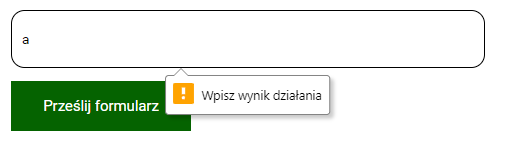 a
Wpisz wynik działania
Prześlij formularz